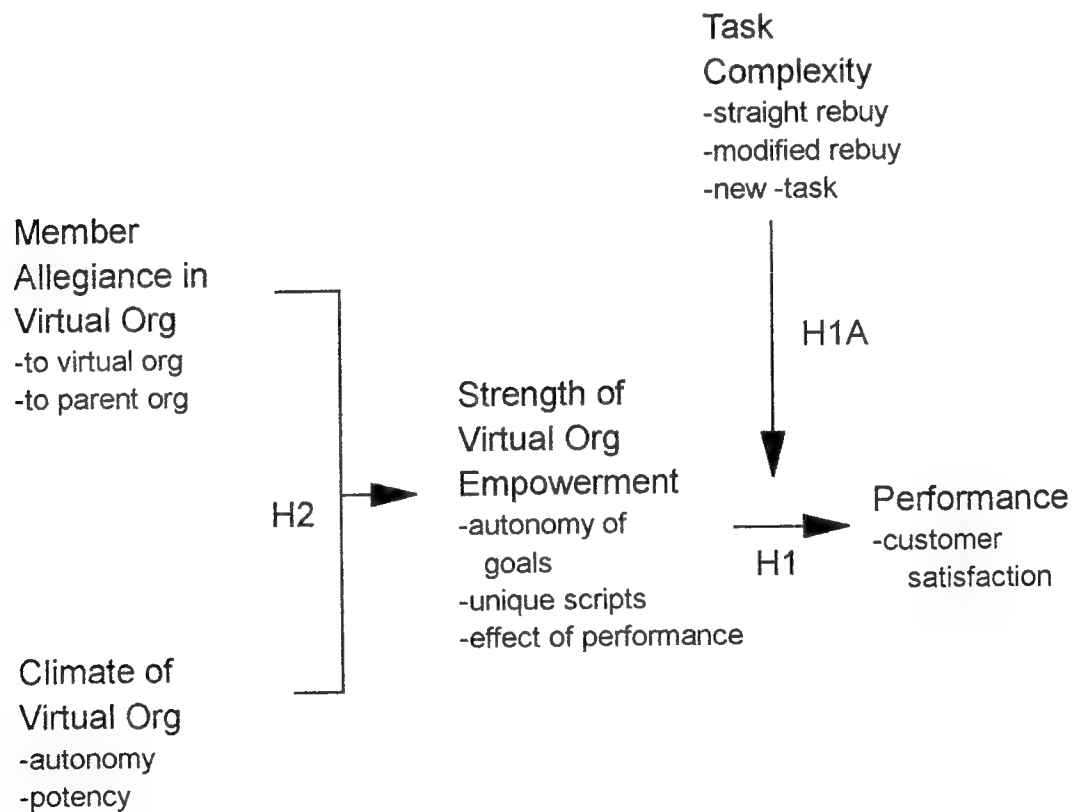 Task
Complexity
-straight rebuy
-modified rebuy
-new -task
Member
Allegiance in
Virtual Org
-to virtual org
-to parent org
H1A
Strength of
Virtual Org
Empowerment
-autonomy of
goals
-unique scripts
-effect of performance
H2
H1
Performance
-customer
satisfaction
Climate of
Virtual Org
-autonomy
-potency